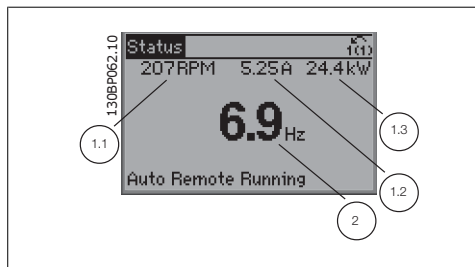 130BP062.10
Status
1(1)
207RPM 5.25A 24.4kW
6.9Hz
Auto Remote Running
1.1
1.2
1.3
2